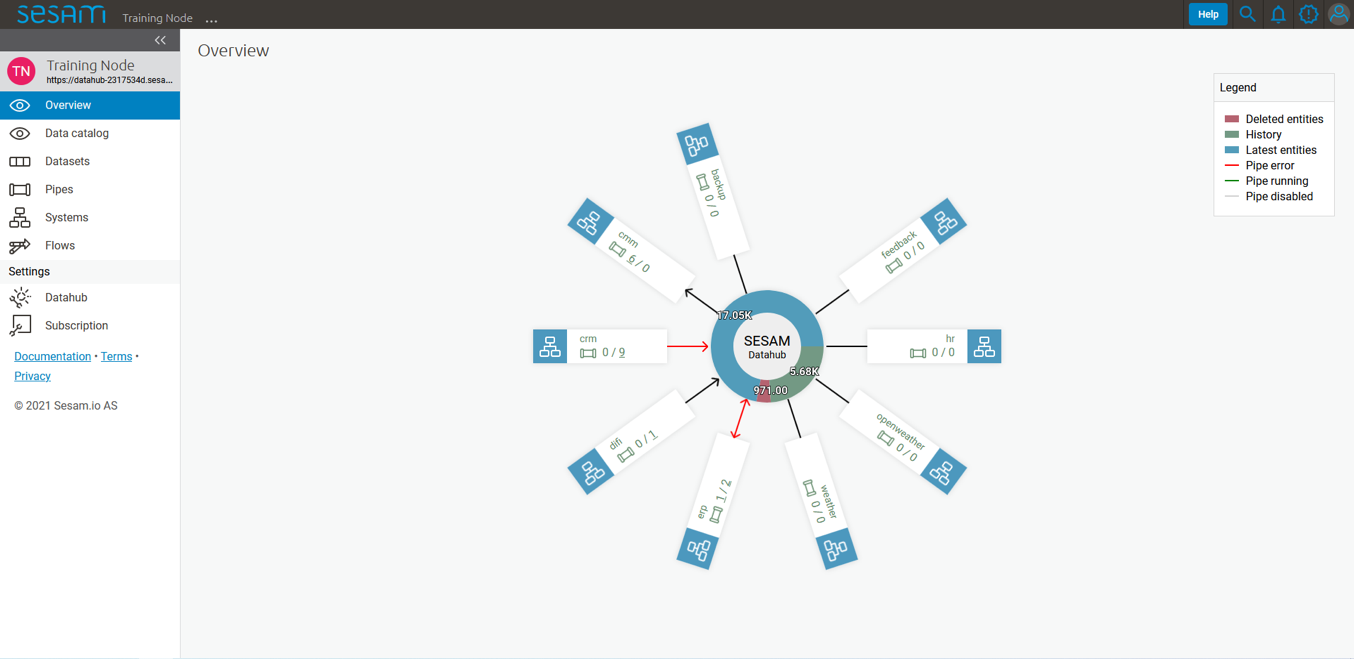 sesam Training Node ... Help
Overview
TN Training Node
https://datahub-2317534d.sesa...
Overview
Data catalog
Datasets
Pipes
Systems
Flows
Settings
Datahub
Subscription
Documentation • Terms •
Privacy
© 2021 Sesam.io AS
Legend
Deleted entities
History
Latest entities
Pipe error
Pipe running
Pipe disabled
backup
0 / 0
cmm
6 / 0
feedback
0 / 0
17.05K
crm
0 / 9
SESAM
Datahub
hr
0 / 0
5.68K
971.00
difi
0 / 1
openweather
0 / 0
erp
1 / 2
weather
0 / 0